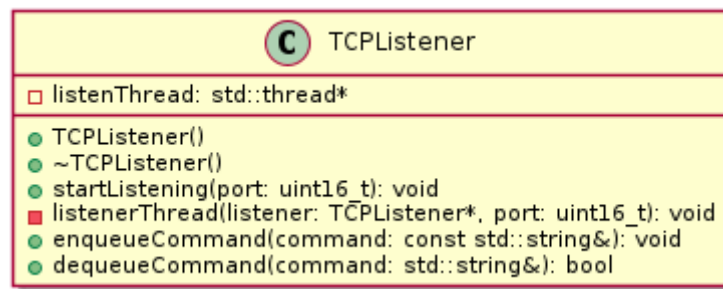 C TCPListener
listenThread: std::thread*
TCPListener()
~TCPListener()
startListening(port: uint16_t): void
listenerThread(listener: TCPListener*, port: uint16_t): void
enqueueCommand(command: const std::string&): void
dequeueCommand(command: std::string&): bool